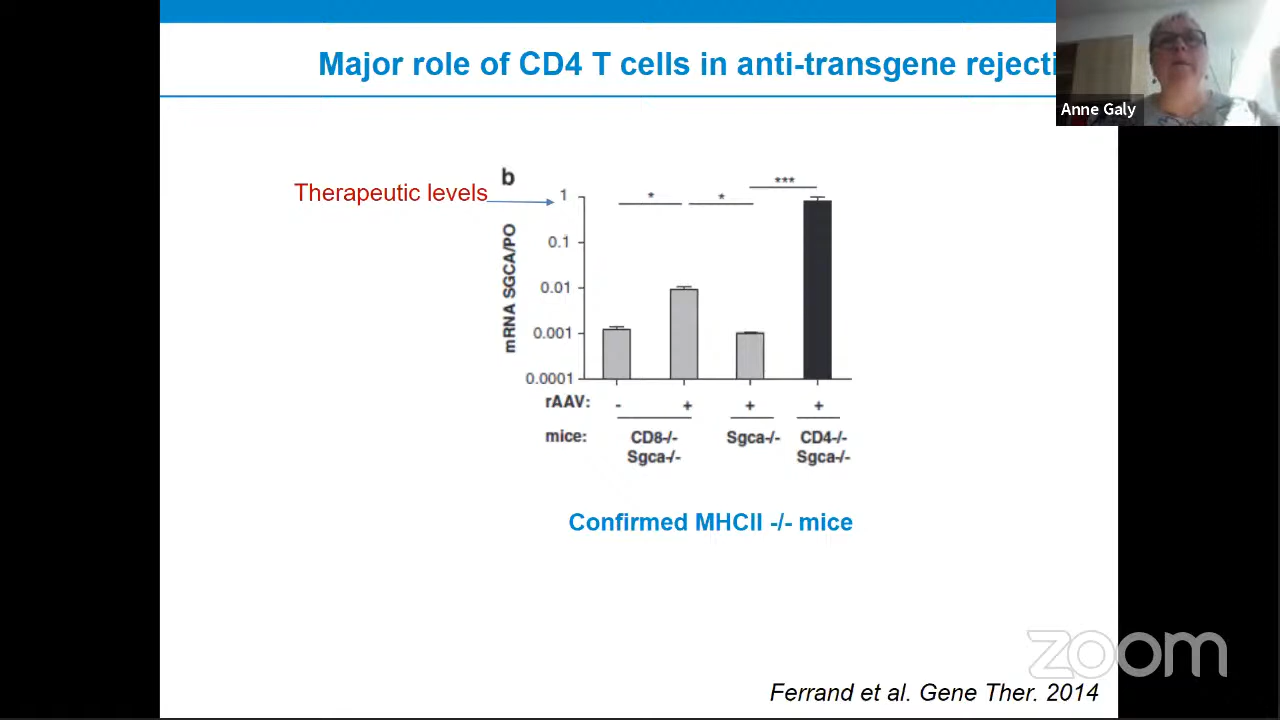 Major role of CD4 T cells in anti-transgene rejecti
Anne Galy
b
Therapeutic levels
1
0.1
0.01
0.001
0.0001
mRNA SGCA/PO
* * ***
rAAV: - + + +
mice: CD8-/- Sgca-/- CD4-/-
Sgca-/- Sgca-/-
Confirmed MHCII -/- mice
zoom
Ferrand et al. Gene Ther. 2014